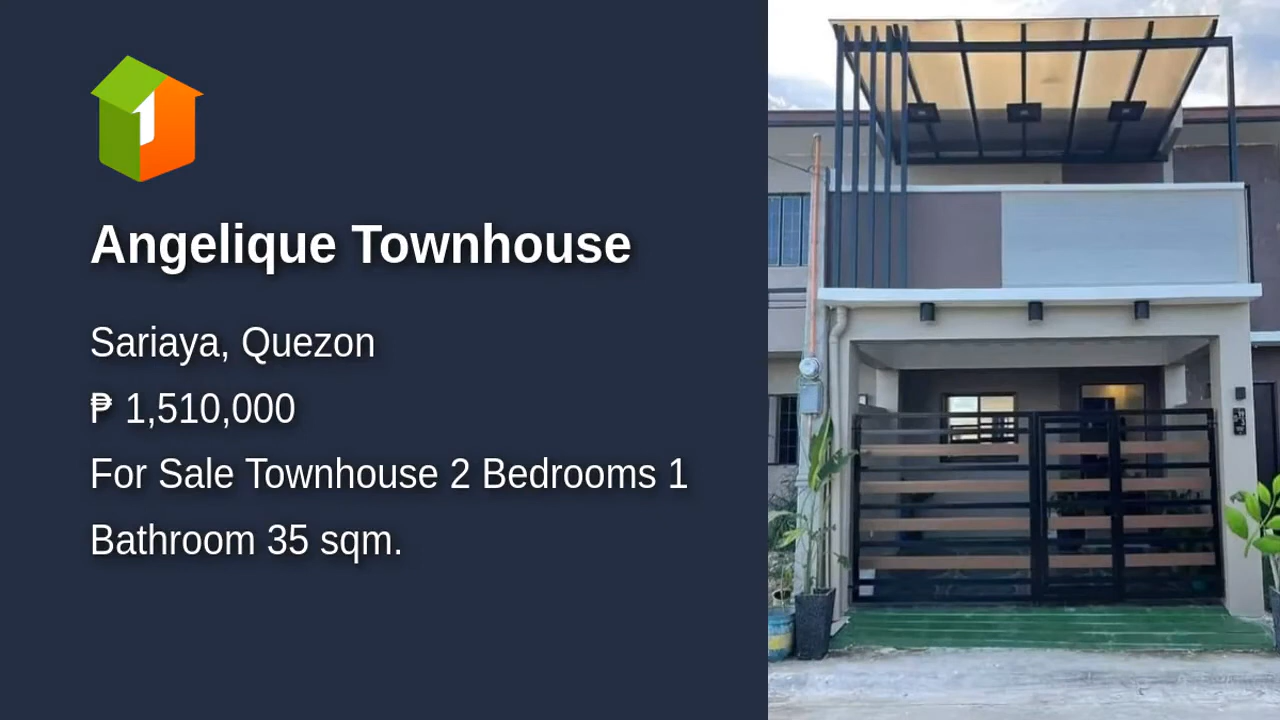 Angelique Townhouse
Sariaya, Quezon
₱ 1,510,000
For Sale Townhouse 2 Bedrooms 1
Bathroom 35 sqm.